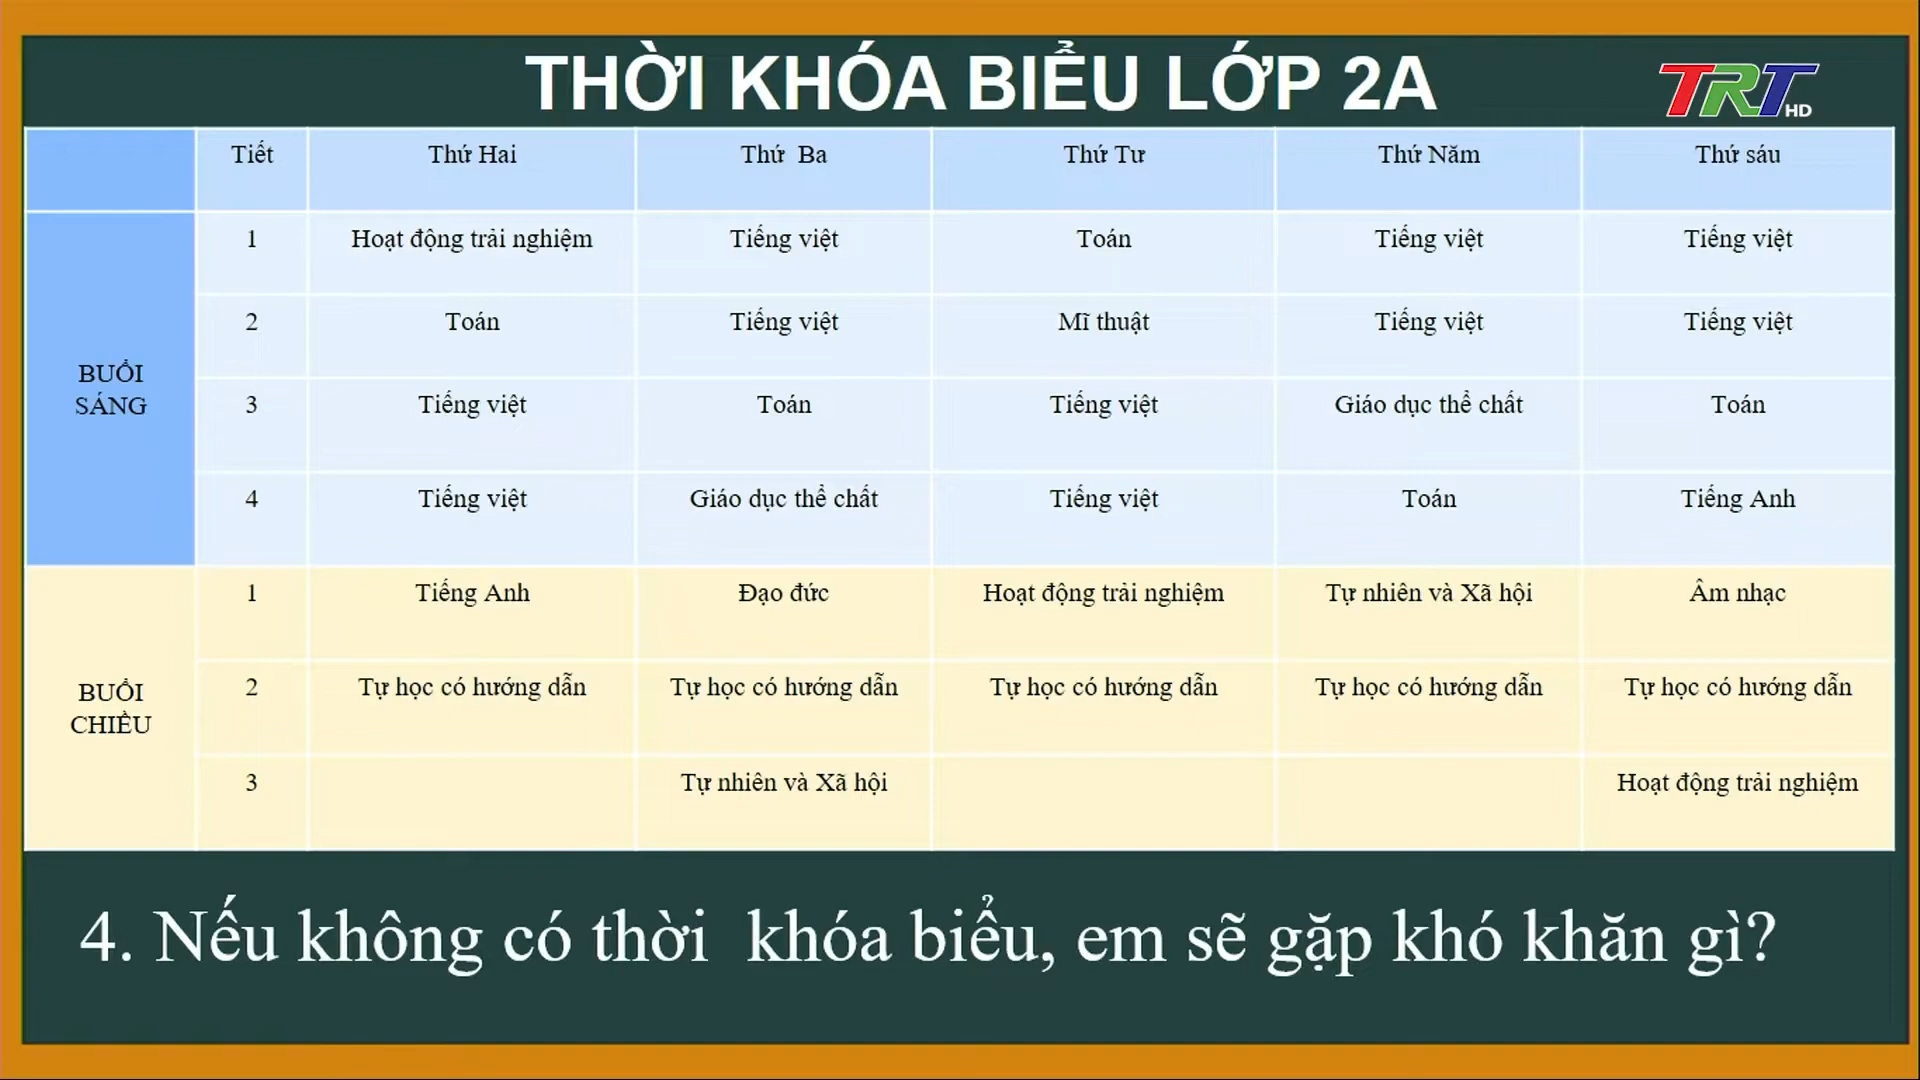 THỜI KHÓA BIỂU LỚP 2A
TRT HD
Tiết Thứ Hai Thứ Ba Thứ Tư Thứ Năm Thứ sáu
BUỔI SÁNG
1 Hoạt động trải nghiệm Tiếng việt Toán Tiếng việt Tiếng việt
2 Toán Tiếng việt Mĩ thuật Tiếng việt Tiếng việt
3 Tiếng việt Toán Tiếng việt Giáo dục thể chất Toán
4 Tiếng việt Giáo dục thể chất Tiếng việt Toán Tiếng Anh
BUỔI CHIỀU
1 Tiếng Anh Đạo đức Hoạt động trải nghiệm Tự nhiên và Xã hội Âm nhạc
2 Tự học có hướng dẫn Tự học có hướng dẫn Tự học có hướng dẫn Tự học có hướng dẫn Tự học có hướng dẫn
3 Tự nhiên và Xã hội Hoạt động trải nghiệm
4. Nếu không có thời khóa biểu, em sẽ gặp khó khăn gì?